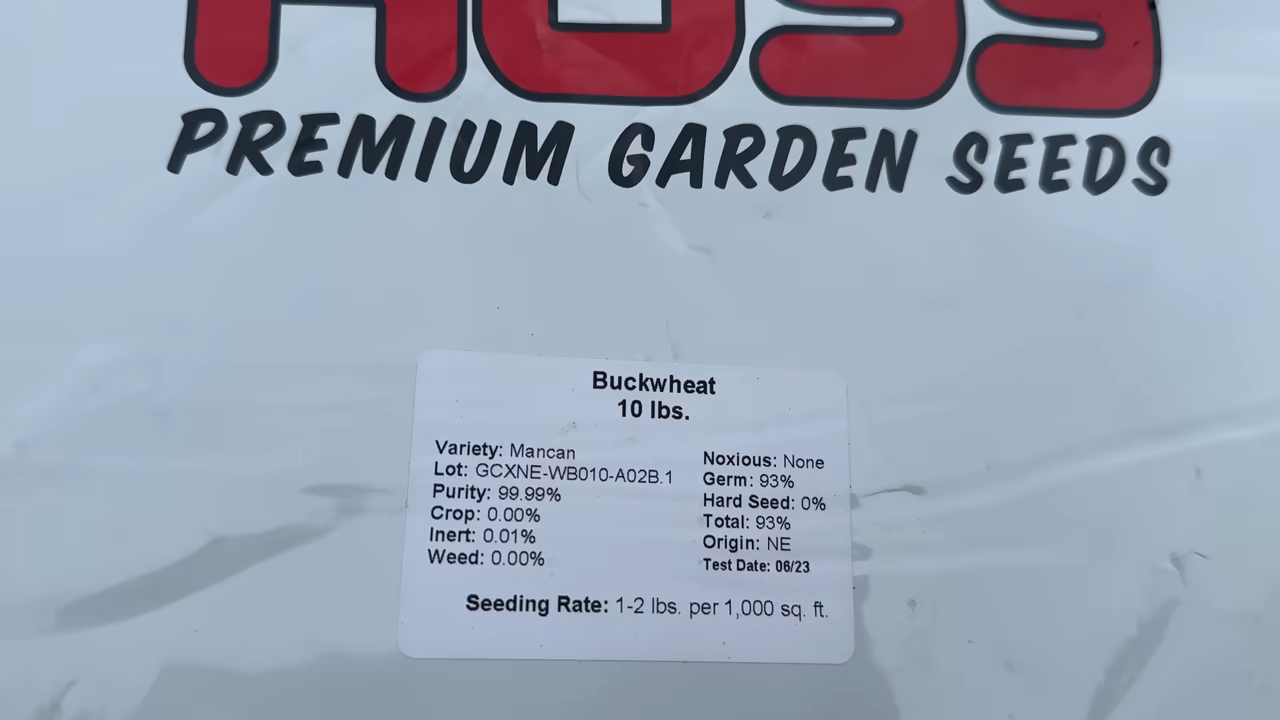 HOSS
PREMIUM GARDEN SEEDS
Buckwheat
10 lbs.
Variety: Mancan
Lot: GCXNE-WB010-A02B.1
Purity: 99.99%
Crop: 0.00%
Inert: 0.01%
Weed: 0.00%
Noxious: None
Germ: 93%
Hard Seed: 0%
Total: 93%
Origin: NE
Test Date: 06/23
Seeding Rate: 1-2 lbs. per 1,000 sq. ft.